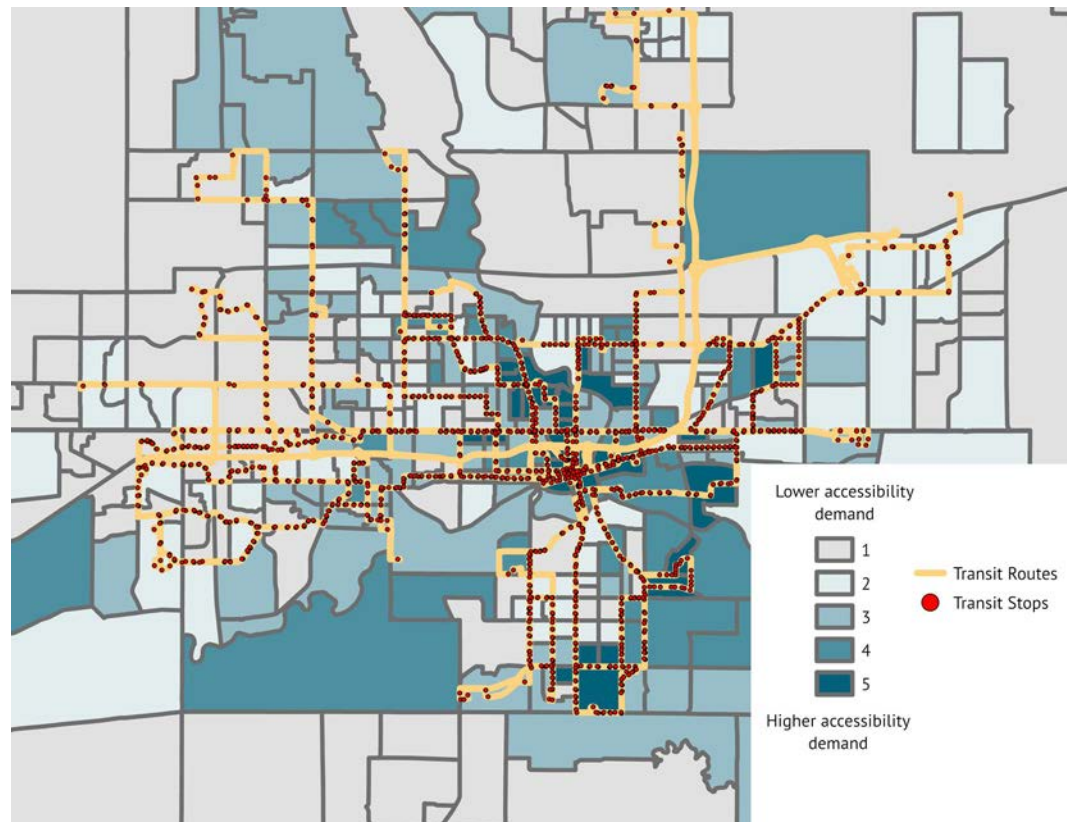 Lower accessibility
demand
1
2
3
4
5
Higher accessibility
demand
Transit Routes
Transit Stops